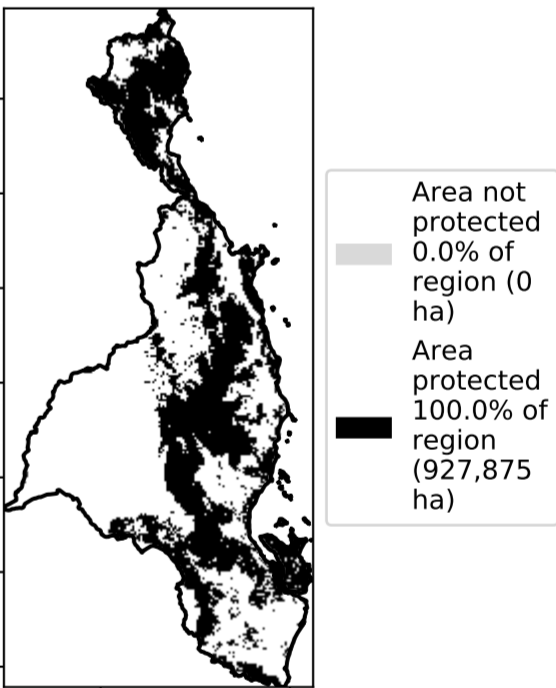 Area not
protected
0.0% of
region (0
ha)
Area
protected
100.0% of
region
(927,875
ha)